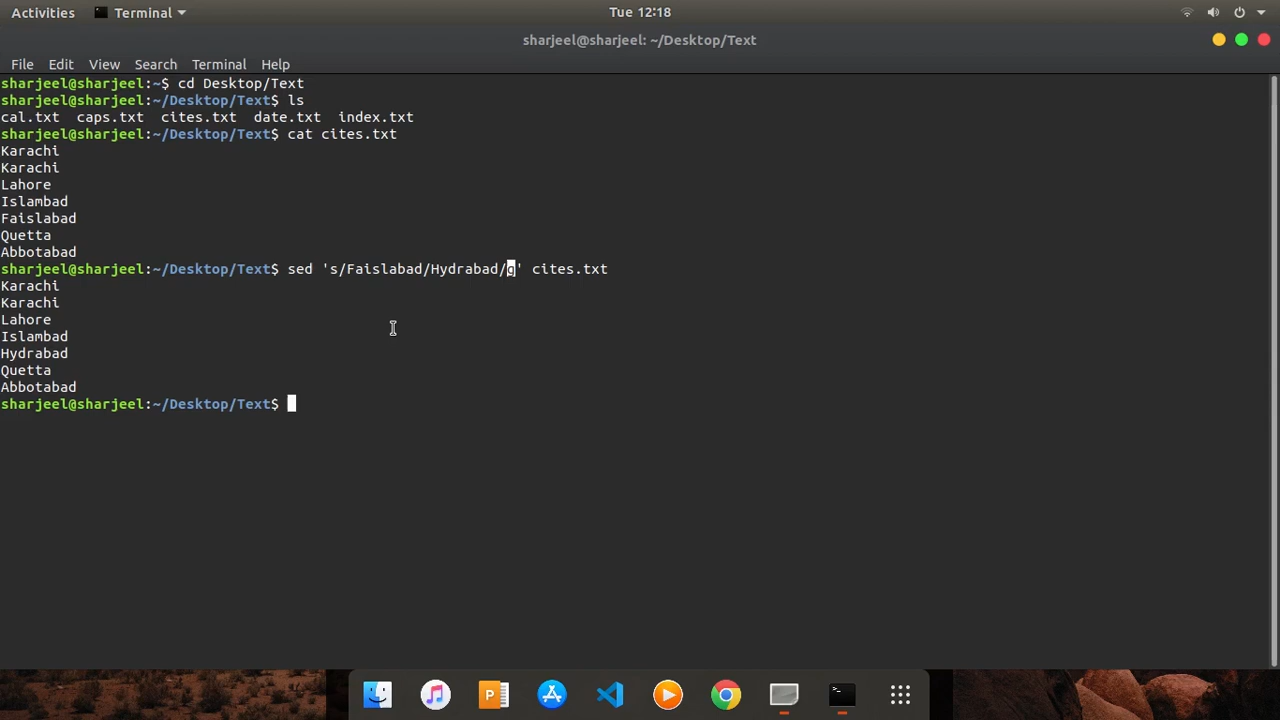 Activities Terminal Tue 12:18
sharjeel@sharjeel: ~/Desktop/Text
File Edit View Search Terminal Help
sharjeel@sharjeel:~$ cd Desktop/Text
sharjeel@sharjeel:~/Desktop/Text$ ls
cal.txt caps.txt cites.txt date.txt index.txt
sharjeel@sharjeel:~/Desktop/Text$ cat cites.txt
Karachi
Karachi
Lahore
Islambad
Faislabad
Quetta
Abbotabad
sharjeel@sharjeel:~/Desktop/Text$ sed 's/Faislabad/Hydrabad/g' cites.txt
Karachi
Karachi
Lahore
Islambad
Hydrabad
Quetta
Abbotabad
sharjeel@sharjeel:~/Desktop/Text$
P
>_